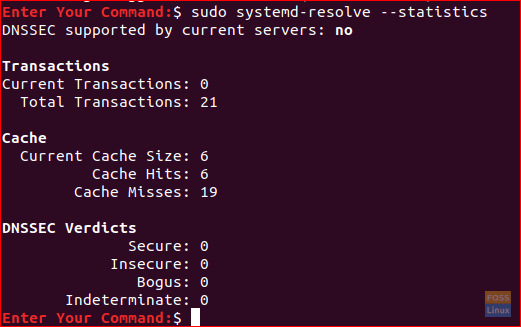 Enter Your Command:$ sudo systemd-resolve --statistics
DNSSEC supported by current servers: no
Transactions
Current Transactions: 0
Total Transactions: 21
Cache
Current Cache Size: 6
Cache Hits: 6
Cache Misses: 19
DNSSEC Verdicts
Secure: 0
Insecure: 0
Bogus: 0
Indeterminate: 0
Enter Your Command:$
FOSS
Linux